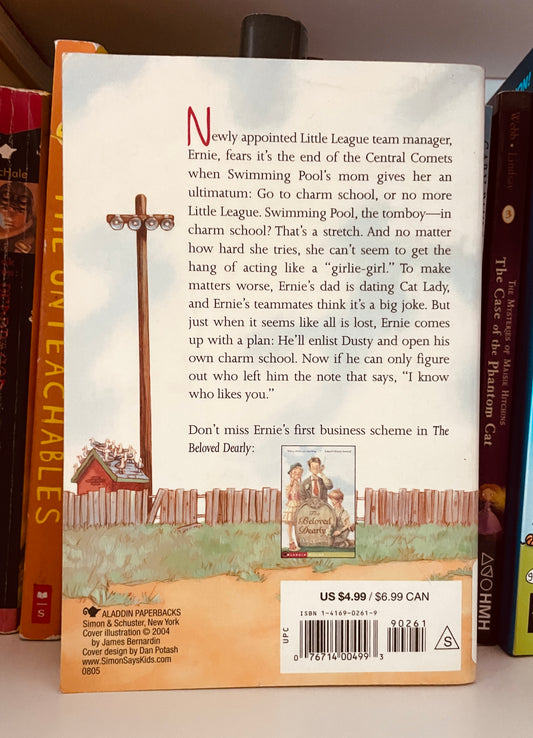 Newly appointed Little League team manager,
Ernie, fears it's the end of the Central Comets
when Swimming Pool's mom gives her an
ultimatum: Go to charm school, or no more
Little League. Swimming Pool, the tomboy—in
charm school? That's a stretch. And no matter
how hard she tries, she can't seem to get the
hang of acting like a "girlie-girl." To make
matters worse, Ernie's dad is dating Cat Lady,
and Ernie's teammates think it's a big joke. But
just when it seems like all is lost, Ernie comes
up with a plan: He'll enlist Dusty and open his
own charm school. Now if he can only figure
out who left him the note that says, "I know
who likes you."
Don't miss Ernie's first business scheme in The
Beloved Dearly:
The
Beloved Dearly
ALADDIN
ALADDIN PAPERBACKS
Simon & Schuster, New York
Cover illustration © 2004
by James Bernardin
Cover design by Dan Potash
www.SimonSaysKids.com
0805
US $4.99 / $6.99 CAN
ISBN 1-4169-0261-9
90261
UPC
0 76714 00499 3
S
THE UNTEACHABLES
Hale
3
THE MYSTERIES OF MAISIE HITCHINS
The Case of the Phantom Cat
HMH